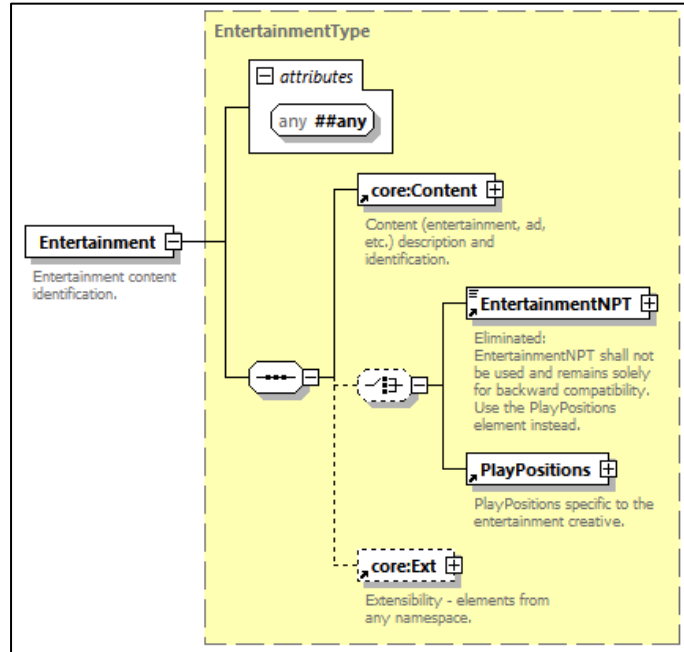 EntertainmentType
attributes
any ##any
core:Content
Content (entertainment, ad,
etc.) description and
identification.
Entertainment
Entertainment content
identification.
EntertainmentNPT
Eliminated:
EntertainmentNPT shall not
be used and remains solely
for backward compatibility.
Use the PlayPositions
element instead.
PlayPositions
PlayPositions specific to the
entertainment creative.
core:Ext
Extensibility - elements from
any namespace.